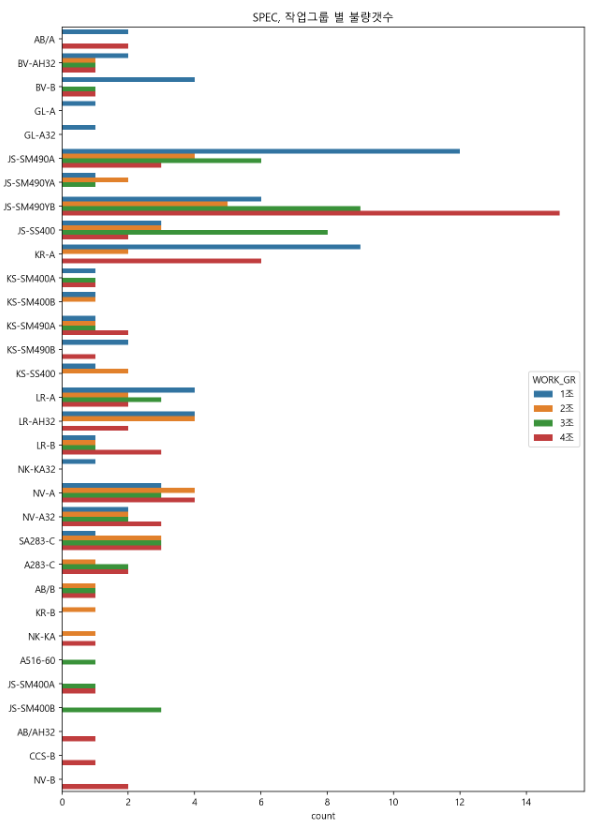 SPEC, 작업그룹 별 불량갯수
AB/A
BV-AH32
BV-B
GL-A
GL-A32
JS-SM490A
JS-SM490YA
JS-SM490YB
JS-SS400
KR-A
KS-SM400A
KS-SM400B
KS-SM490A
KS-SM490B
KS-SS400
LR-A
LR-AH32
LR-B
NK-KA32
NV-A
NV-A32
SA283-C
A283-C
AB/B
KR-B
NK-KA
A516-60
JS-SM400A
JS-SM400B
AB/AH32
CCS-B
NV-B
WORK_GR
1조
2조
3조
4조
0 2 4 6 8 10 12 14
count